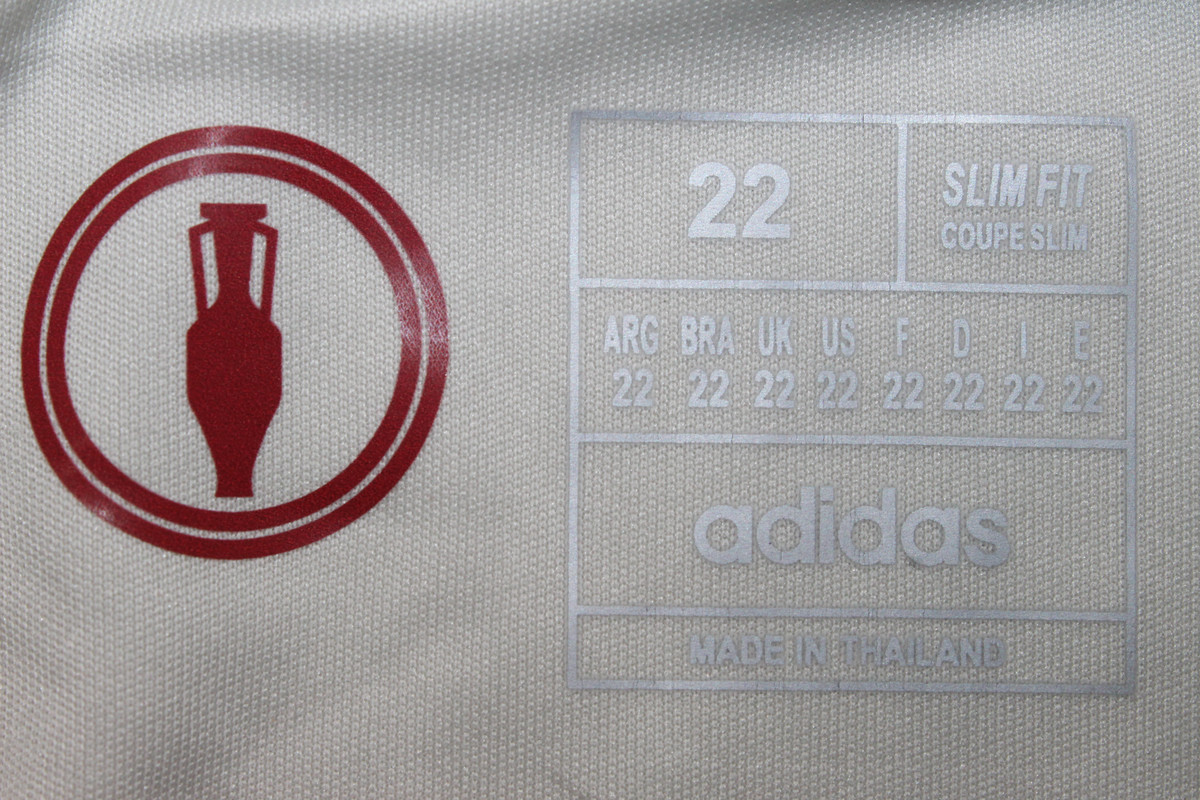 22
SLIM FIT
COUPE SLIM
ARG BRA UK US F D I E
22 22 22 22 22 22 22 22
adidas
MADE IN THAILAND